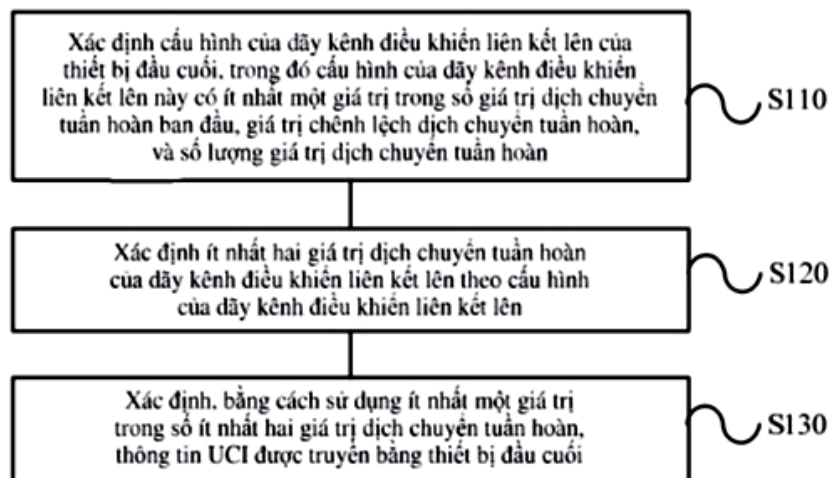 Xác định cấu hình của dãy kênh điều khiển liên kết lên của
thiết bị đầu cuối, trong đó cấu hình của dãy kênh điều khiển
liên kết lên này có ít nhất một giá trị trong số giá trị dịch chuyển
tuần hoàn ban đầu, giá trị chênh lệch dịch chuyển tuần hoàn,
và số lượng giá trị dịch chuyển tuần hoàn
S110
Xác định ít nhất hai giá trị dịch chuyển tuần hoàn
của dãy kênh điều khiển liên kết lên theo cấu hình
của dãy kênh điều khiển liên kết lên
S120
Xác định, bằng cách sử dụng ít nhất một giá trị
trong số ít nhất hai giá trị dịch chuyển tuần hoàn,
thông tin UCI được truyền bằng thiết bị đầu cuối
S130